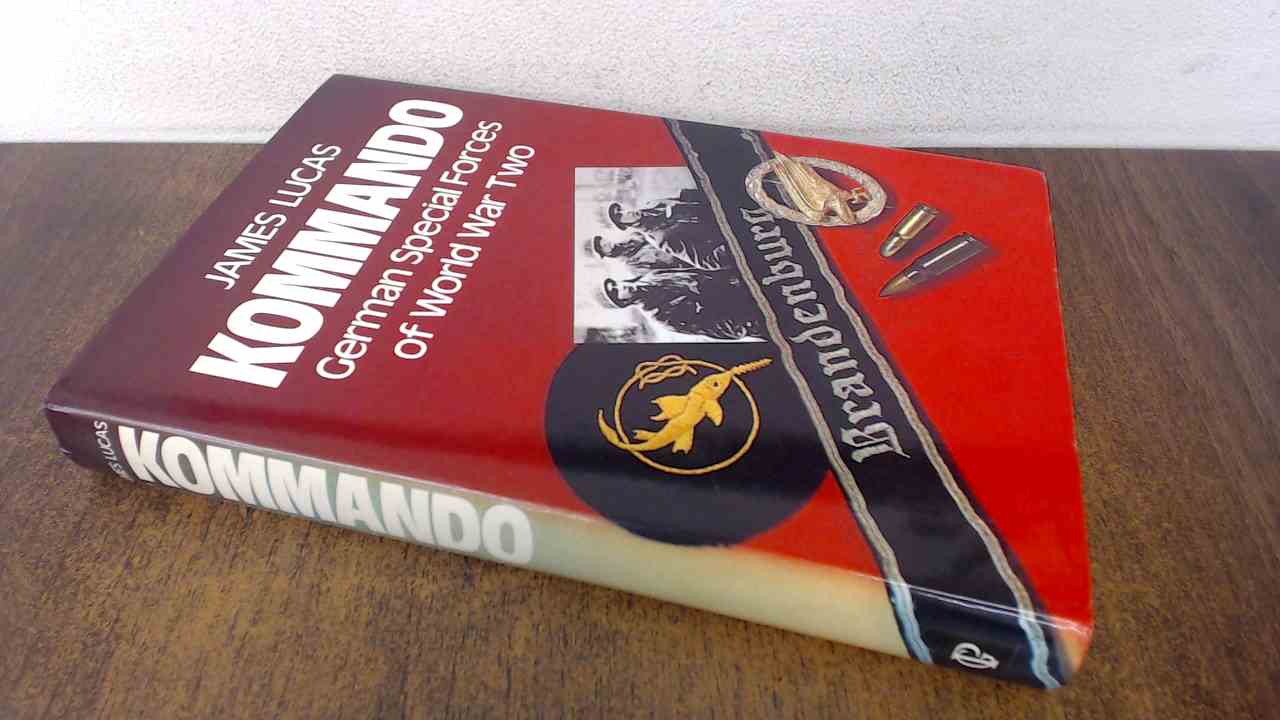 JAMES LUCAS
KOMMANDO
German Special Forces
of World War Two
Brandenburg
LUCAS
KOMMANDO